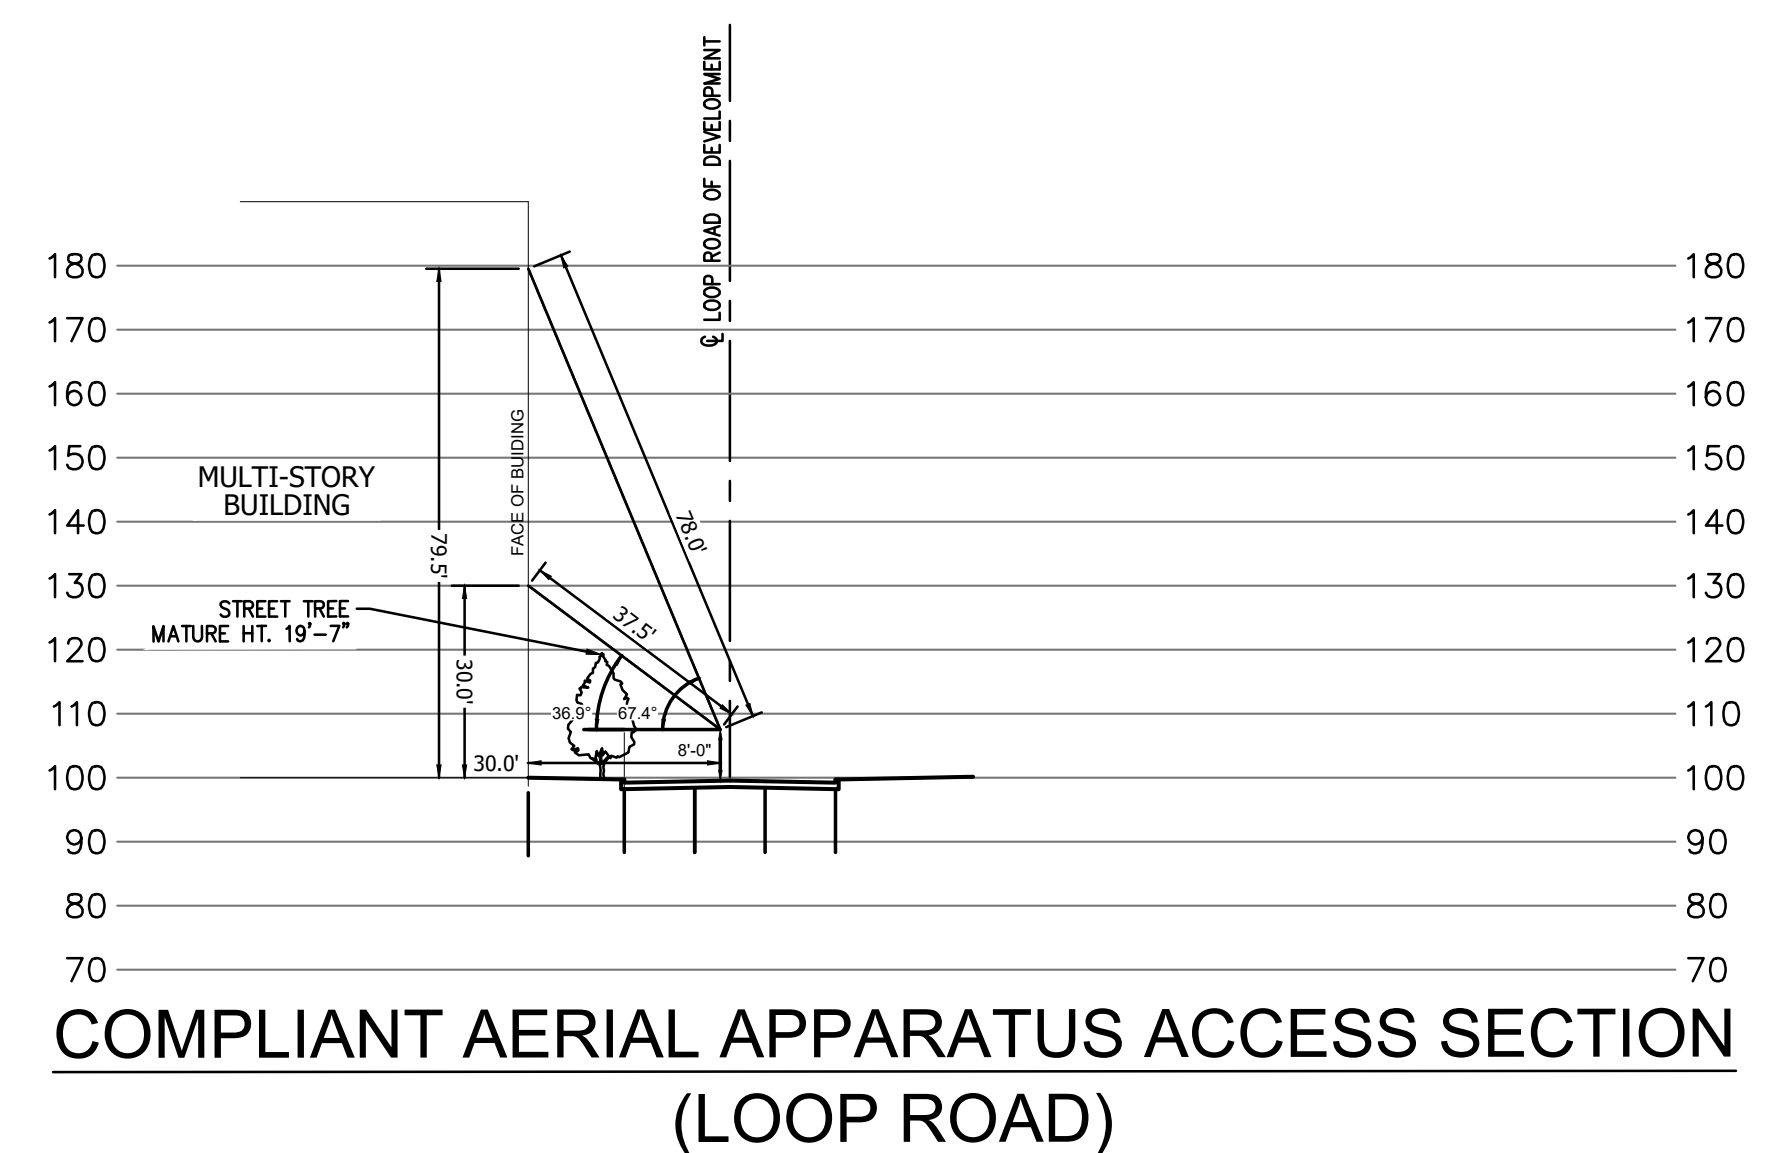 ℄ LOOP ROAD OF DEVELOPMENT
180 180
170 170
160 160
150 150
140 140
130 130
120 120
110 110
100 100
90 90
80 80
70 70
MULTI-STORY
BUILDING
FACE OF BUIDING
79.5'
78.0'
STREET TREE
MATURE HT. 19'-7"
37.5'
30.0'
36.9°
67.4°
8'-0"
30.0'
COMPLIANT AERIAL APPARATUS ACCESS SECTION
(LOOP ROAD)